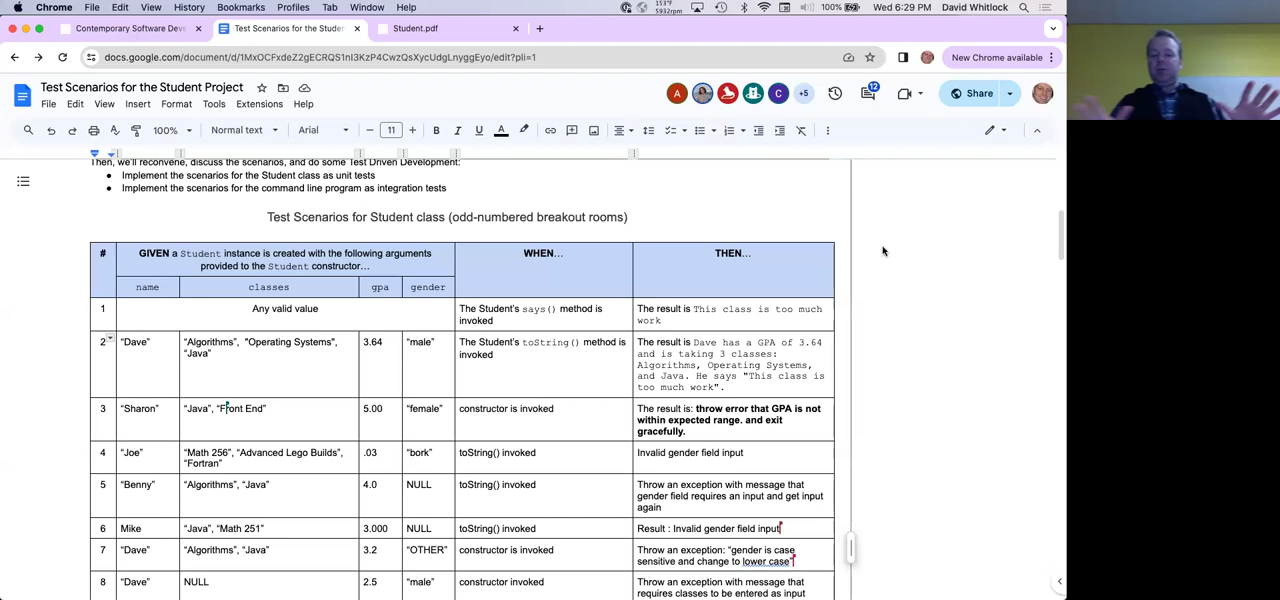 Chrome File Edit View History Bookmarks Profiles Tab Window Help 153°F 5932rpm 100% Wed 6:29 PM David Whitlock
Contemporary Software Deve Test Scenarios for the Student Student.pdf
docs.google.com/document/d/1MxOCFxdeZ2gECRQS1nI3KzP4CwzQsXycUdgLnyggEyo/edit?pli=1 New Chrome available
Test Scenarios for the Student Project
File Edit View Insert Format Tools Extensions Help
A C +5 12 Share
100% Normal text Arial 11 B I U A
Then, we'll reconvene, discuss the scenarios, and do some Test Driven Development:
● Implement the scenarios for the Student class as unit tests
● Implement the scenarios for the command line program as integration tests
Test Scenarios for Student class (odd-numbered breakout rooms)
# GIVEN a Student instance is created with the following arguments WHEN… THEN…
provided to the Student constructor…
name classes gpa gender
1 Any valid value The Student's says() method is The result is This class is too much
invoked work
2 “Dave” “Algorithms”, “Operating Systems”, 3.64 “male” The Student's toString() method is The result is Dave has a GPA of 3.64
“Java” invoked and is taking 3 classes:
Algorithms, Operating Systems,
and Java. He says "This class is
too much work".
3 “Sharon” “Java”, “Front End” 5.00 “female” constructor is invoked The result is: throw error that GPA is not
within expected range. and exit
gracefully.
4 “Joe” “Math 256”, “Advanced Lego Builds”, .03 “bork” toString() invoked Invalid gender field input
“Fortran”
5 “Benny” “Algorithms”, “Java” 4.0 NULL toString() invoked Throw an exception with message that
gender field requires an input and get input
again
6 Mike “Java”, “Math 251” 3.000 NULL toString() invoked Result : Invalid gender field input
7 “Dave” “Algorithms”, “Java” 3.2 “OTHER” constructor is invoked Throw an exception: “gender is case
sensitive and change to lower case”
8 “Dave” NULL 2.5 “male” constructor invoked Throw an exception with message that
requires classes to be entered as input